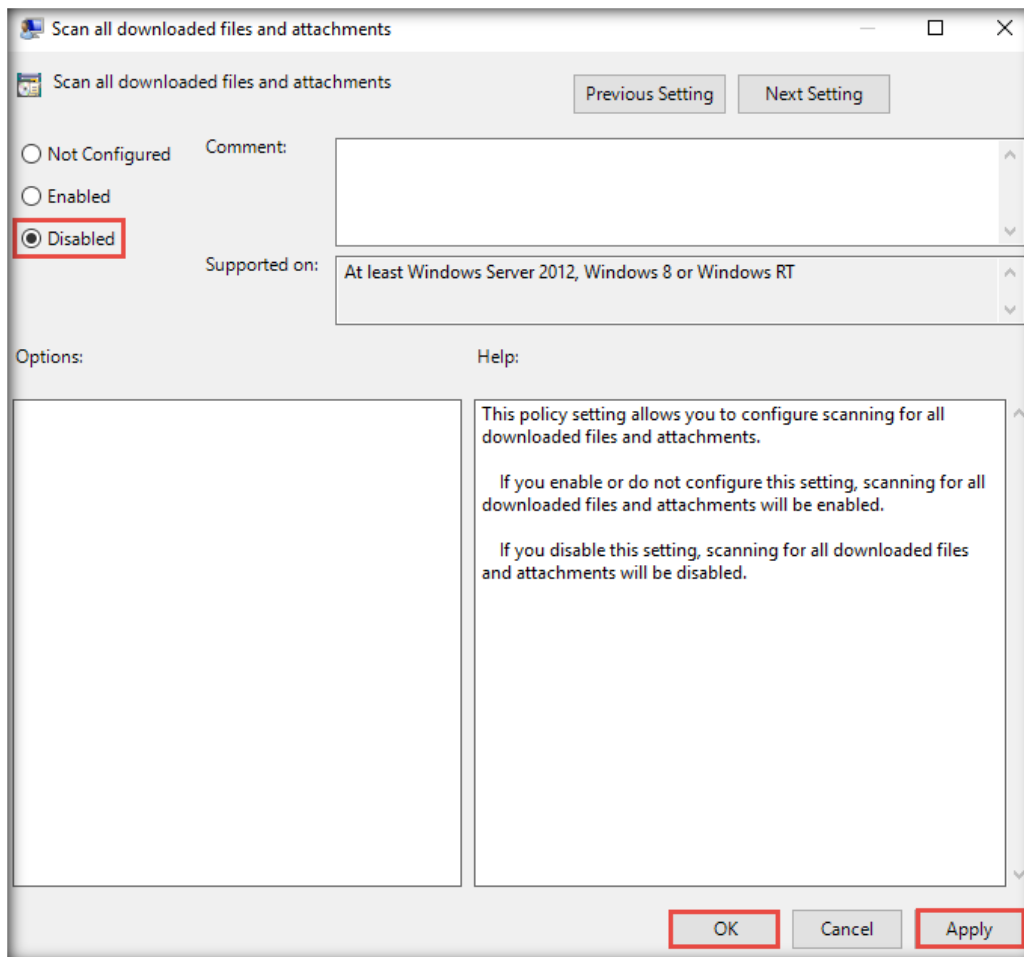 Scan all downloaded files and attachments
Scan all downloaded files and attachments
Previous Setting
Next Setting
Not Configured
Comment:
Enabled
Disabled
Supported on:
At least Windows Server 2012, Windows 8 or Windows RT
Options:
Help:
This policy setting allows you to configure scanning for all
downloaded files and attachments.
If you enable or do not configure this setting, scanning for all
downloaded files and attachments will be enabled.
If you disable this setting, scanning for all downloaded files
and attachments will be disabled.
OK
Cancel
Apply